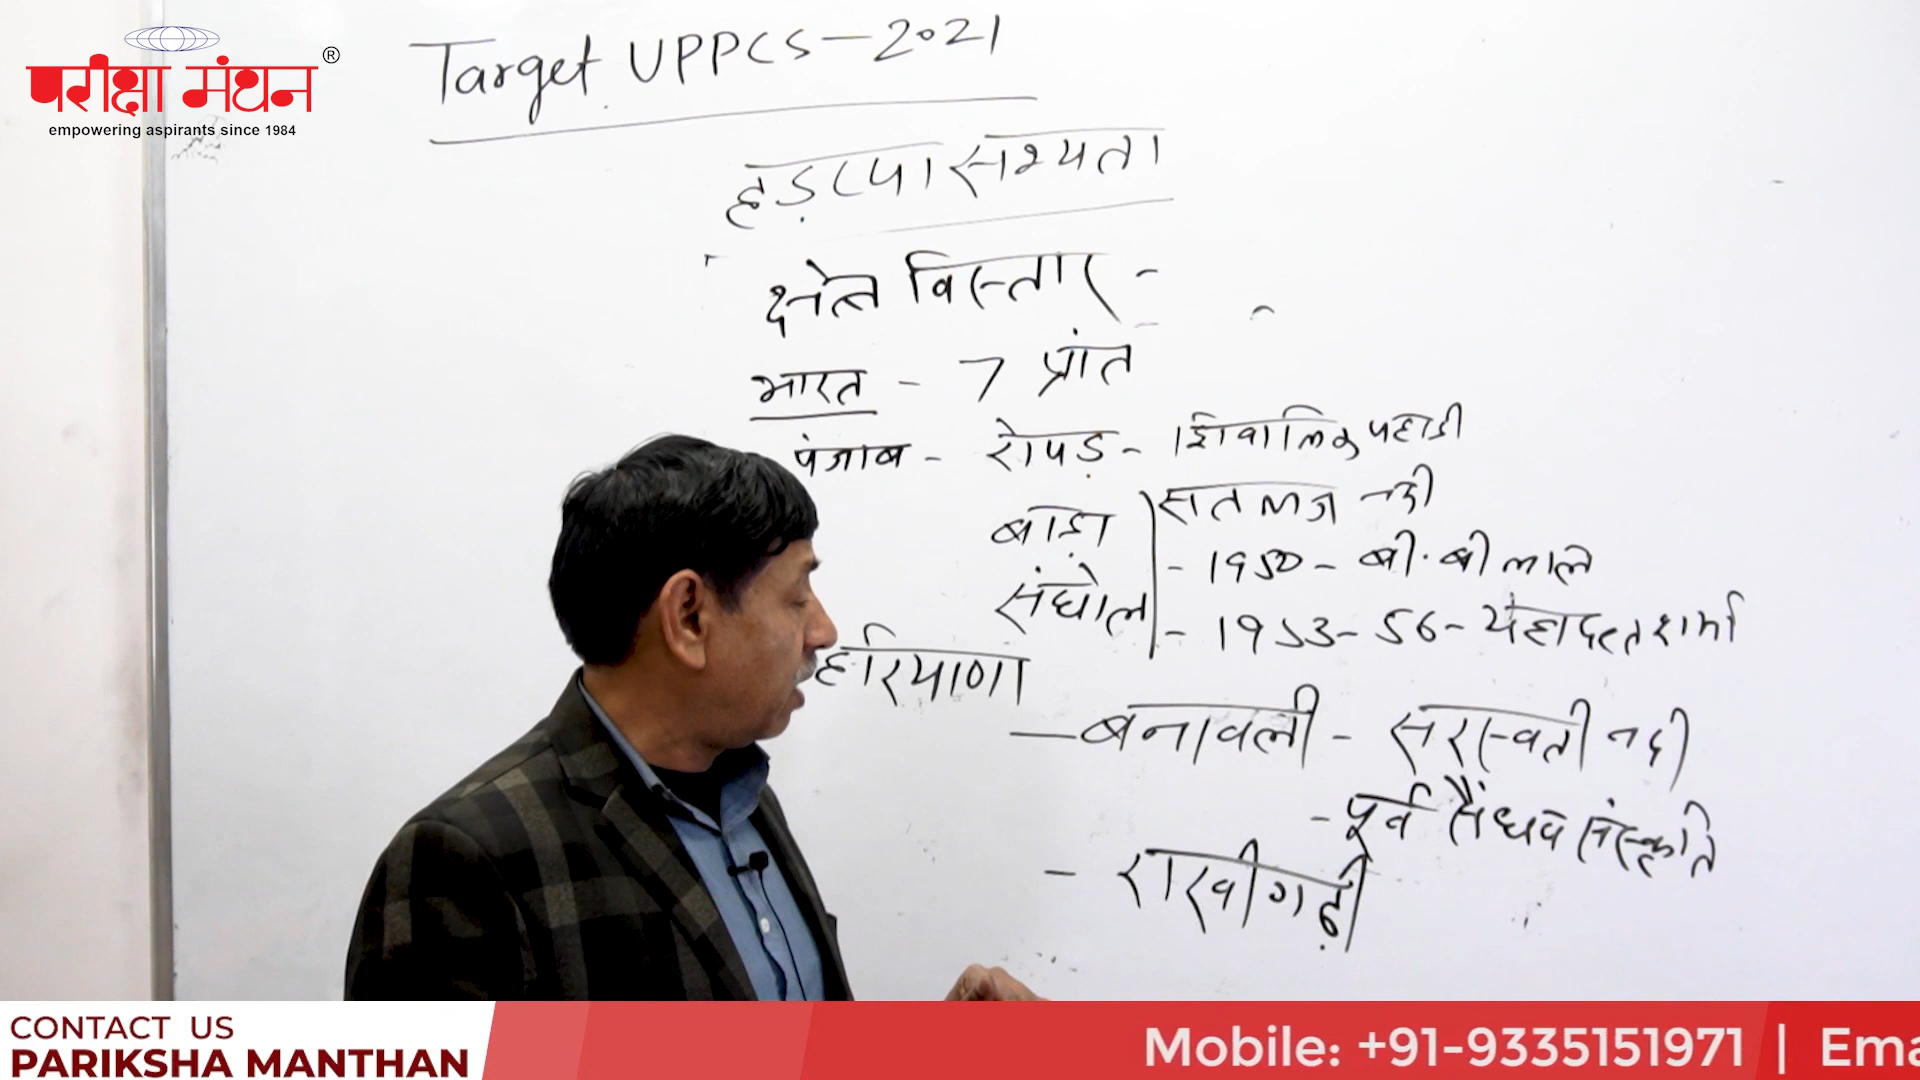 परीक्षा मंथन®
empowering aspirants since 1984
Target UPPCS-2021
हड़प्पा सभ्यता
क्षेत्र विस्तार -
भारत - 7 प्रांत
पंजाब - रोपड़ - शिवालिक पहाडी
सतलज नदी
बाड़ा - 1950 - बी. बी लाल
संघोल - 1953-56 - यज्ञदत्त शर्मा
हरियाणा
- बनावली - सरस्वती नदी
- पूर्व सैंधव संस्कृति
- राखीगढ़ी
CONTACT US
PARIKSHA MANTHAN
Mobile: +91-9335151971 | Ema